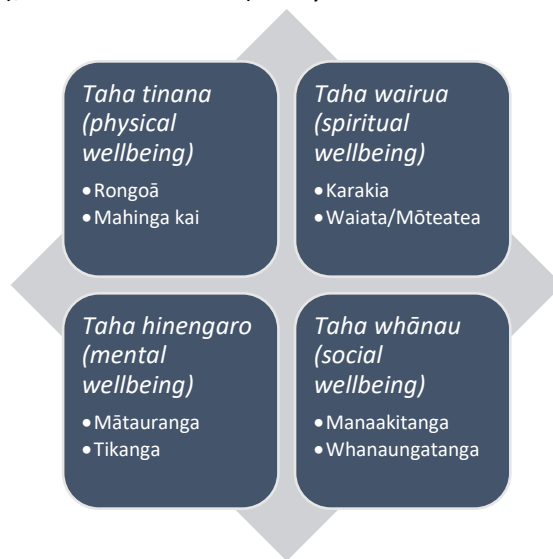 Taha tinana
(physical
wellbeing)
•Rongoā
•Mahinga kai
Taha wairua
(spiritual
wellbeing)
•Karakia
•Waiata/Mōteatea
Taha hinengaro
(mental
wellbeing)
•Mātauranga
•Tikanga
Taha whānau
(social
wellbeing)
•Manaakitanga
•Whanaungatanga